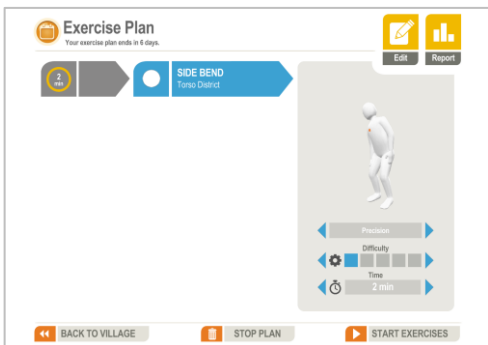 Exercise Plan
Your exercise plan ends in 6 days.
Edit
Report
2
min
SIDE BEND
Torso District
Precision
Difficulty
Time
2 min
BACK TO VILLAGE
STOP PLAN
START EXERCISES